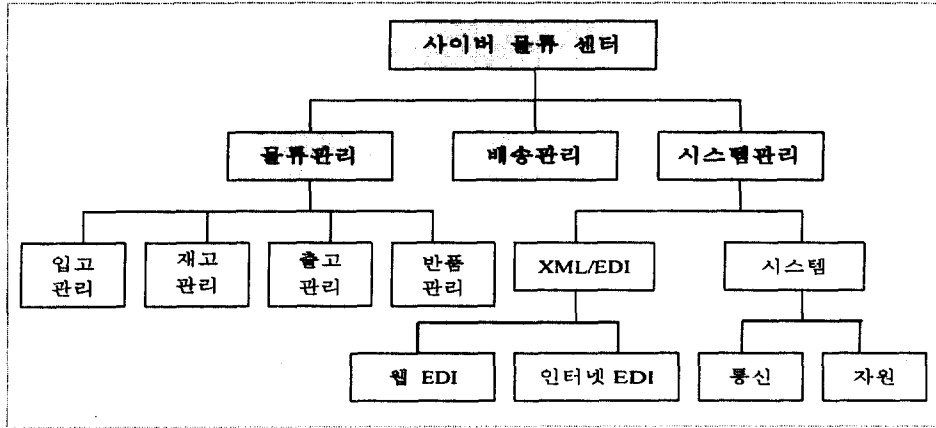 사이버 물류 센터
물류관리
배송관리
시스템관리
입고
관리
재고
관리
출고
관리
반품
관리
XML/EDI
시스템
웹 EDI
인터넷 EDI
통신
자원